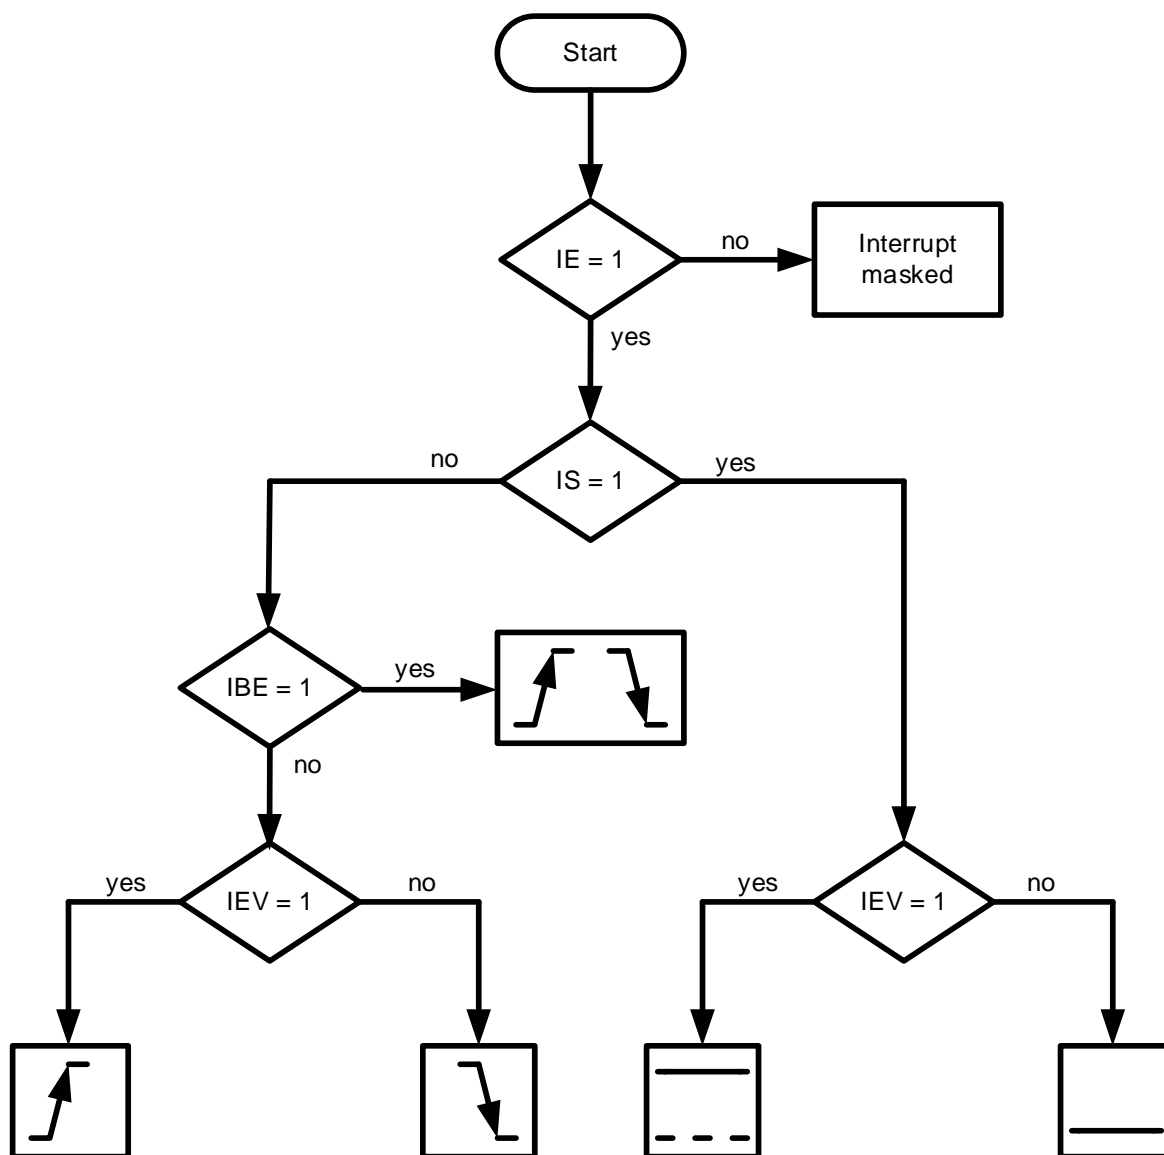 Start
IE = 1
no
Interrupt
masked
yes
no
IS = 1
yes
IBE = 1
yes
no
yes
IEV = 1
no
yes
IEV = 1
no